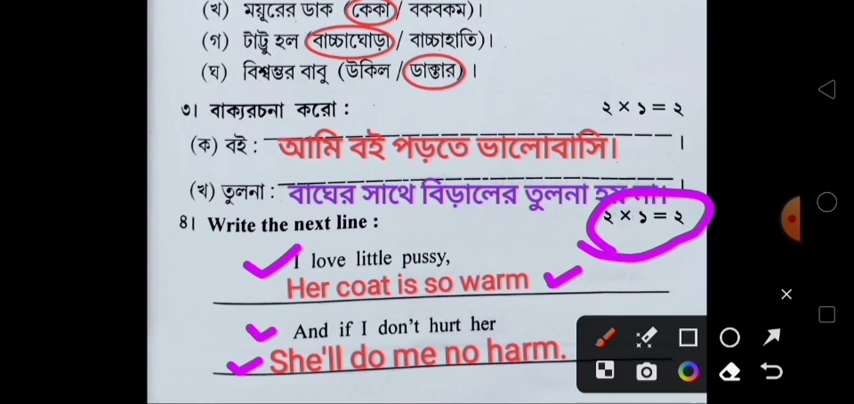 (খ) ময়ূরের ডাক (কেকা / বকবকম)।
(গ) টাট্টু হল (বাচ্চাঘোড়া / বাচ্চাহাতি)।
(ঘ) বিশ্বম্ভর বাবু (উকিল / ডাক্তার)।
৩। বাক্যরচনা করো : ২ × ১ = ২
(ক) বই : আমি বই পড়তে ভালোবাসি।
(খ) তুলনা : বাঘের সাথে বিড়ালের তুলনা হয় না।
৪। Write the next line : ২ × ১ = ২
I love little pussy,
Her coat is so warm
And if I don't hurt her
She'll do me no harm.